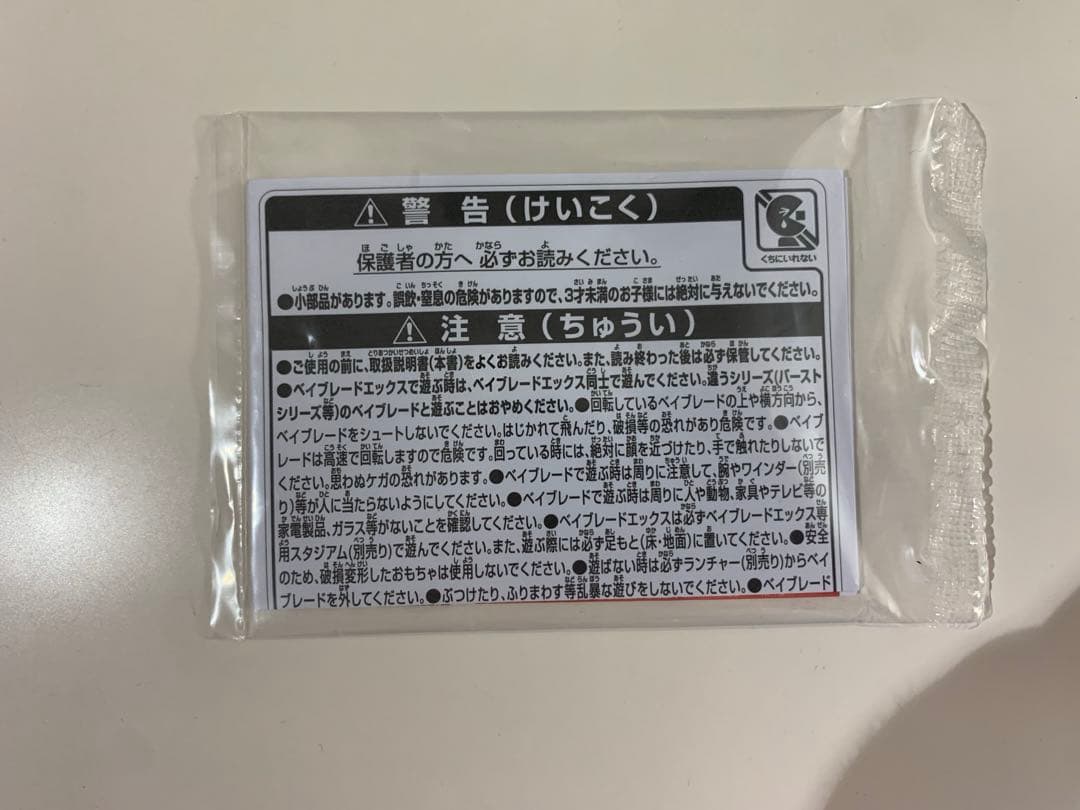 警告(けいこく)
くちにいれない
保護者の方へ 必ずお読みください。
●小部品があります。誤飲・窒息の危険がありますので、3才未満のお子様には絶対に与えないでください。
注意(ちゅうい)
●ご使用の前に、取扱説明書(本書)をよくお読みください。また、読み終わった後は必ず保管してください。
●ベイブレードエックスで遊ぶ時は、ベイブレードエックス同士で遊んでください。違うシリーズ(バースト
シリーズ等)のベイブレードと遊ぶことはおやめください。●回転しているベイブレードの上や横方向から、
ベイブレードをシュートしないでください。はじかれて飛んだり、破損等の恐れがあり危険です。●ベイブ
レードは高速で回転しますので危険です。回っている時には、絶対に顔を近づけたり、手で触れたりしないで
ください。思わぬケガの恐れがあります。●ベイブレードで遊ぶ時は周りに注意して、腕やワインダー(別売
り)等が人に当たらないようにしてください。●ベイブレードで遊ぶ時は周りに人や動物、家具やテレビ等の
家電製品、ガラス等がないことを確認してください。●ベイブレードエックスは必ずベイブレードエックス専
用スタジアム(別売り)で遊んでください。また、遊ぶ際には必ず足もと(床・地面)に置いてください。●安全
のため、破損変形したおもちゃは使用しないでください。●遊ばない時は必ずランチャー(別売り)からベイ
ブレードを外してください。●ぶつけたり、ふりまわす等乱暴な遊びをしないでください。●ベイブレード